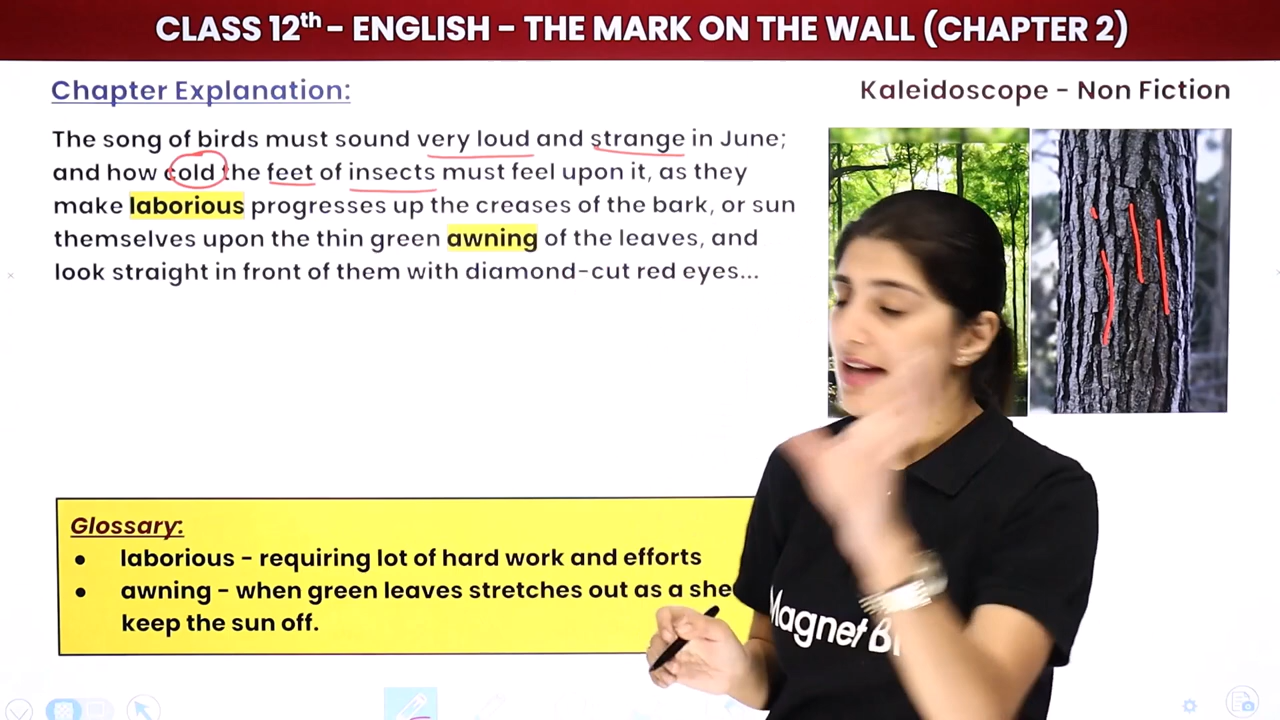 CLASS 12th - ENGLISH - THE MARK ON THE WALL (CHAPTER 2)
Chapter Explanation:
Kaleidoscope - Non Fiction
The song of birds must sound very loud and strange in June;
and how cold the feet of insects must feel upon it, as they
make laborious progresses up the creases of the bark, or sun
themselves upon the thin green awning of the leaves, and
look straight in front of them with diamond-cut red eyes...
Glossary:
● laborious - requiring lot of hard work and efforts
● awning - when green leaves stretches out as a
keep the sun off.
Magnet